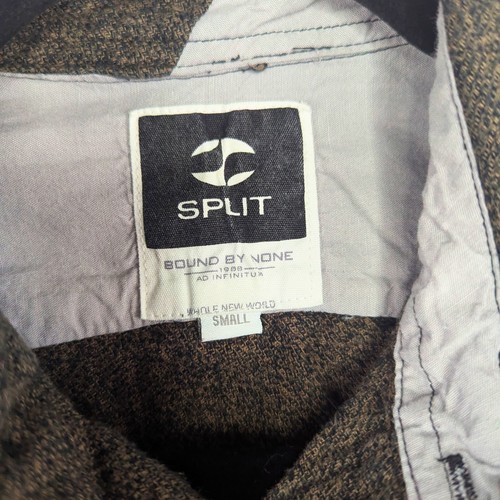 SPLIT
BOUND BY NONE
1988
AD INFINITUM
WHOLE NEW WORLD
SMALL